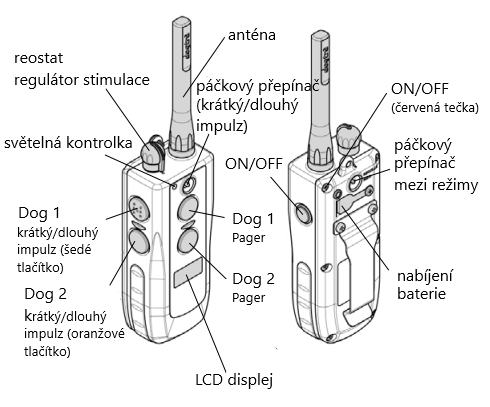 anténa
reostat
regulátor stimulace
páčkový přepínač
(krátký/dlouhý
impulz)
světelná kontrolka
Dog 1
krátký/dlouhý
impulz (šedé
tlačítko)
Dog 2
krátký/dlouhý
impulz (oranžové
tlačítko)
Dog 1
Pager
Dog 2
Pager
LCD displej
ON/OFF
ON/OFF
(červená tečka)
páčkový
přepínač
mezi režimy
nabíjení
baterie
dogtra
dogtra